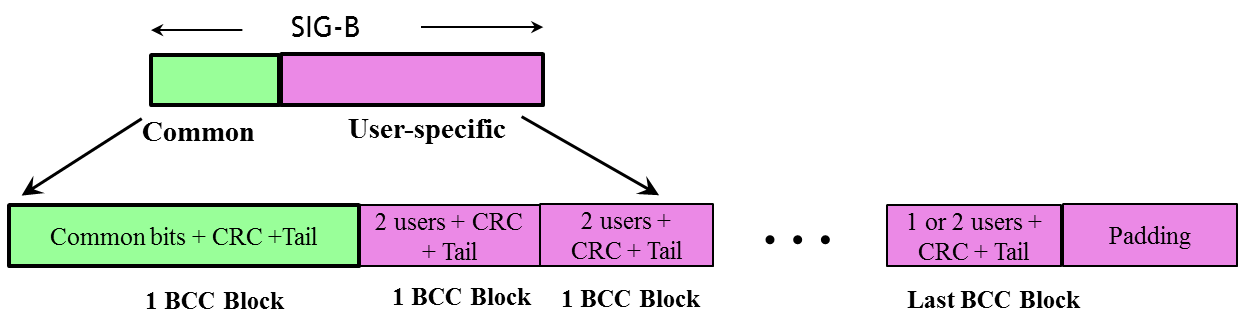 SIG-B
Common
User-specific
Common bits + CRC +Tail
2 users + CRC
+ Tail
2 users +
CRC + Tail
• • •
1 or 2 users +
CRC + Tail
Padding
1 BCC Block
1 BCC Block
1 BCC Block
Last BCC Block